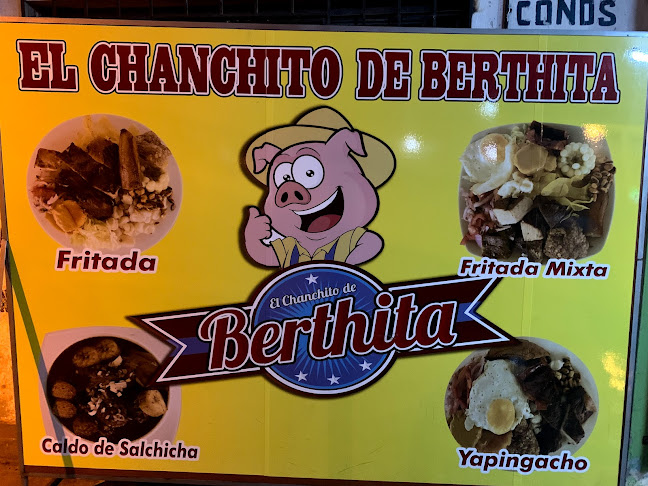 CONDS
EL CHANCHITO DE BERTHITA
Fritada
Fritada Mixta
El Chanchito de
Berthita
Caldo de Salchicha
Yapingacho